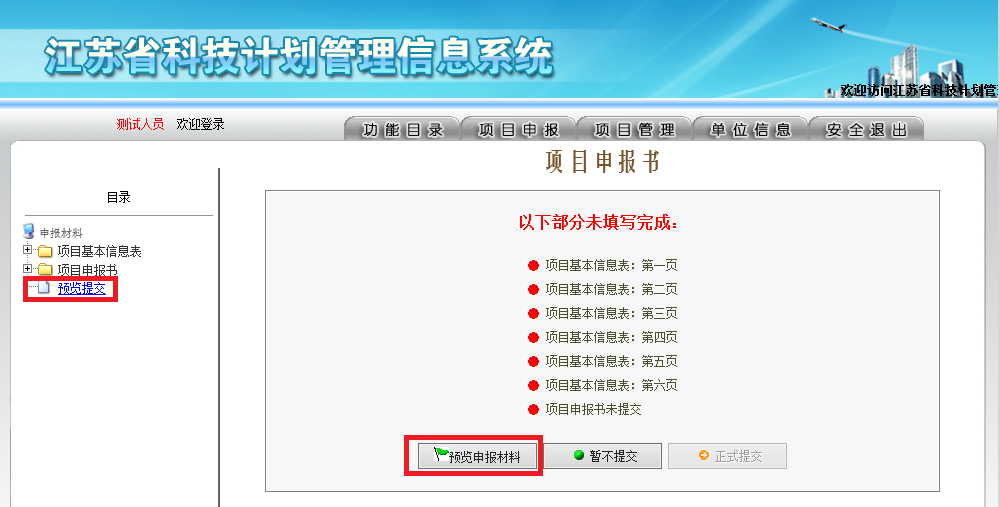 江苏省科技计划管理信息系统
欢迎访问江苏省科技计划管
测试人员 欢迎登录
功能目录 项目申报 项目管理 单位信息 安全退出
项目申报书
目录
申报材料
项目基本信息表
项目申报书
预览提交
以下部分未填写完成：
项目基本信息表：第一页
项目基本信息表：第二页
项目基本信息表：第三页
项目基本信息表：第四页
项目基本信息表：第五页
项目基本信息表：第六页
项目申报书未提交
预览申报材料 暂不提交 正式提交